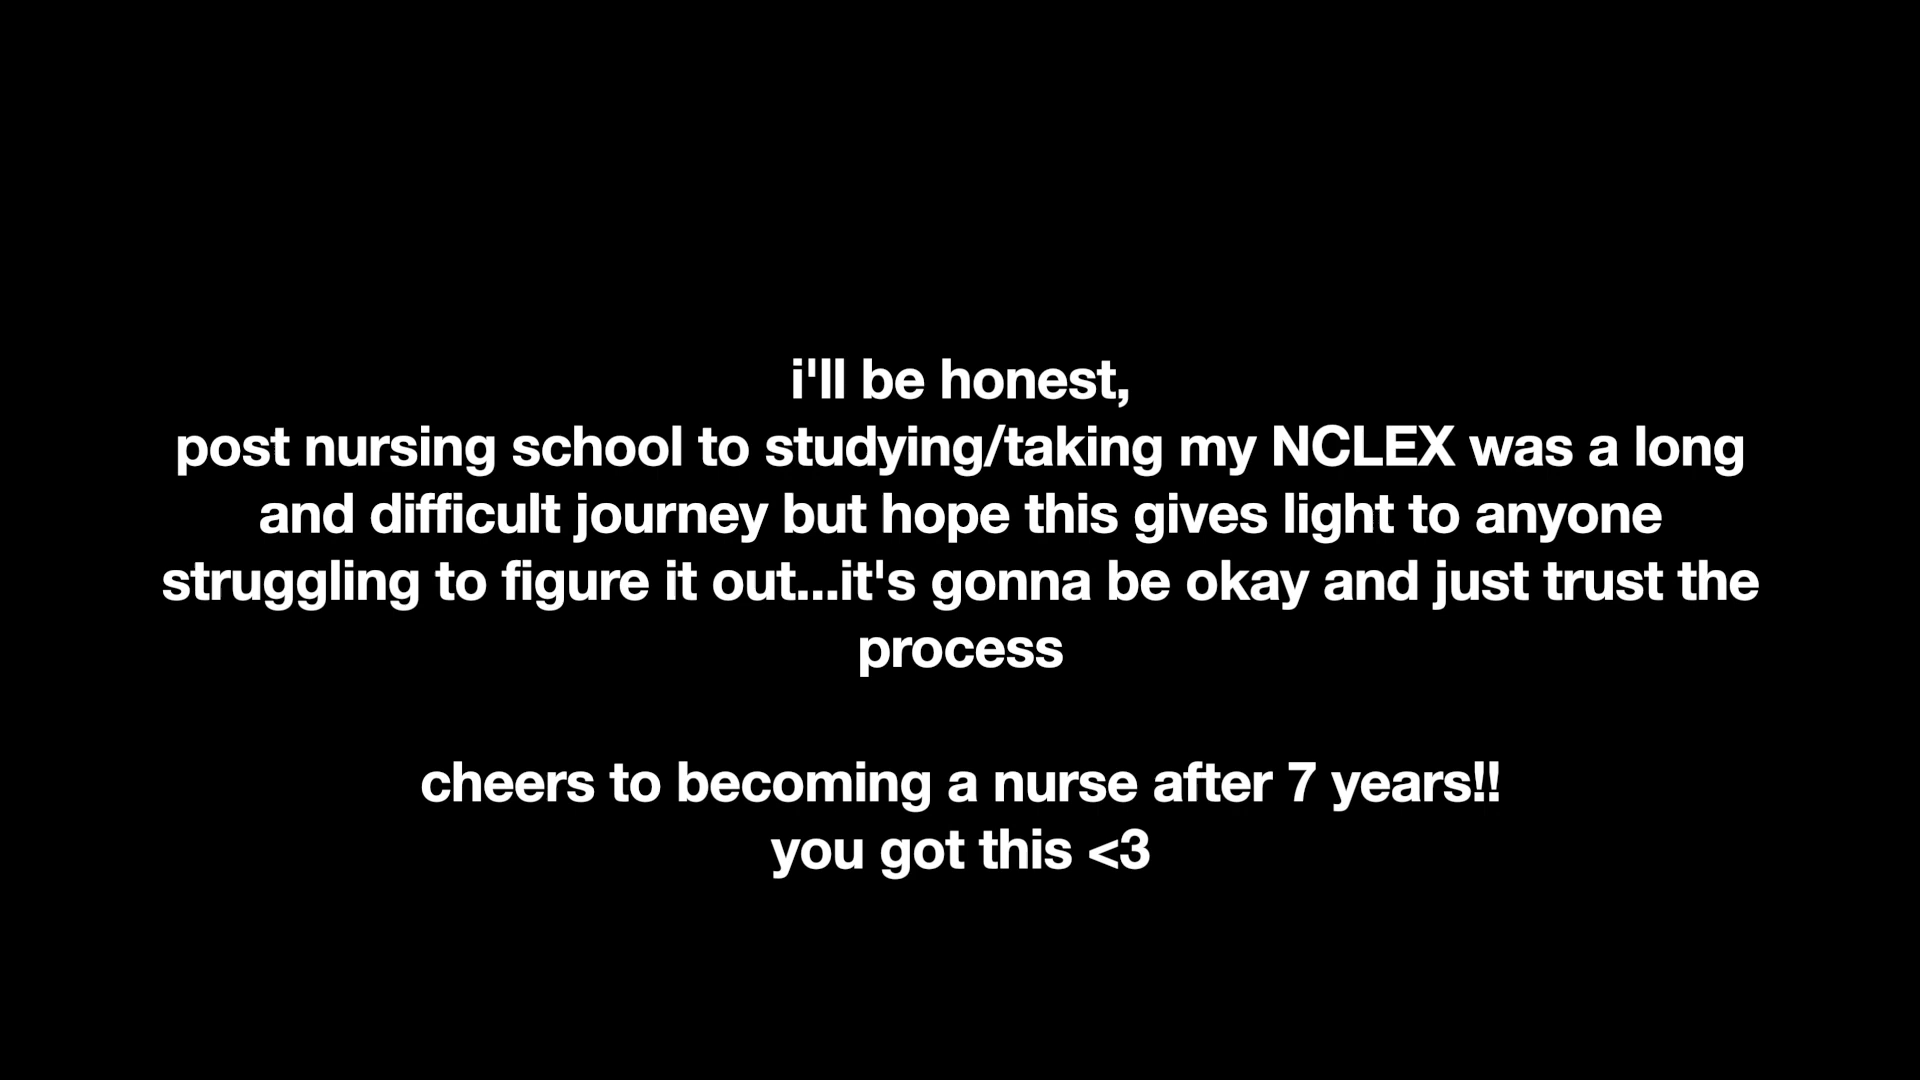 i'll be honest,
post nursing school to studying/taking my NCLEX was a long
and difficult journey but hope this gives light to anyone
struggling to figure it out...it's gonna be okay and just trust the
process
cheers to becoming a nurse after 7 years!!
you got this <3